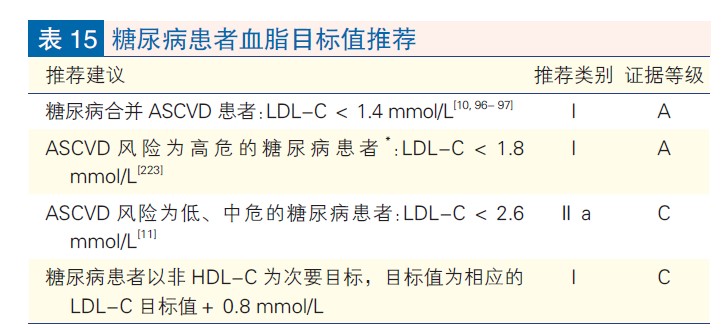 表 15 糖尿病患者血脂目标值推荐
推荐建议 推荐类别 证据等级
糖尿病合并 ASCVD 患者:LDL-C < 1.4 mmol/L[10, 96-97] I A
ASCVD 风险为高危的糖尿病患者*:LDL-C < 1.8 I A
mmol/L[223]
ASCVD 风险为低、中危的糖尿病患者:LDL-C < 2.6 II a C
mmol/L[11]
糖尿病患者以非 HDL-C 为次要目标，目标值为相应的 I C
LDL-C 目标值 + 0.8 mmol/L